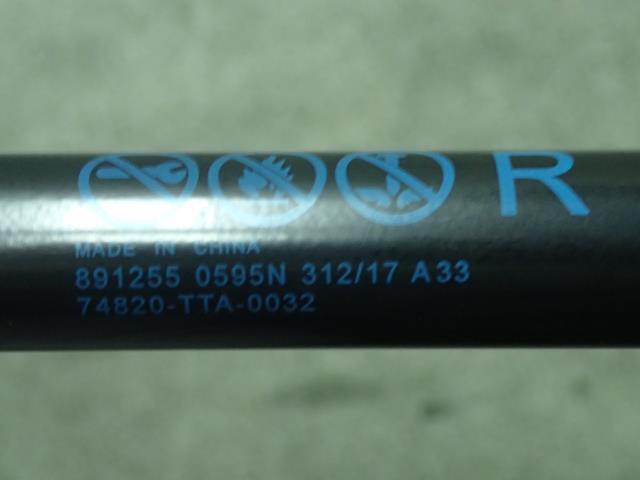 R
MADE IN CHINA
891255 0595N 312/17 A33
74820-TTA-0032